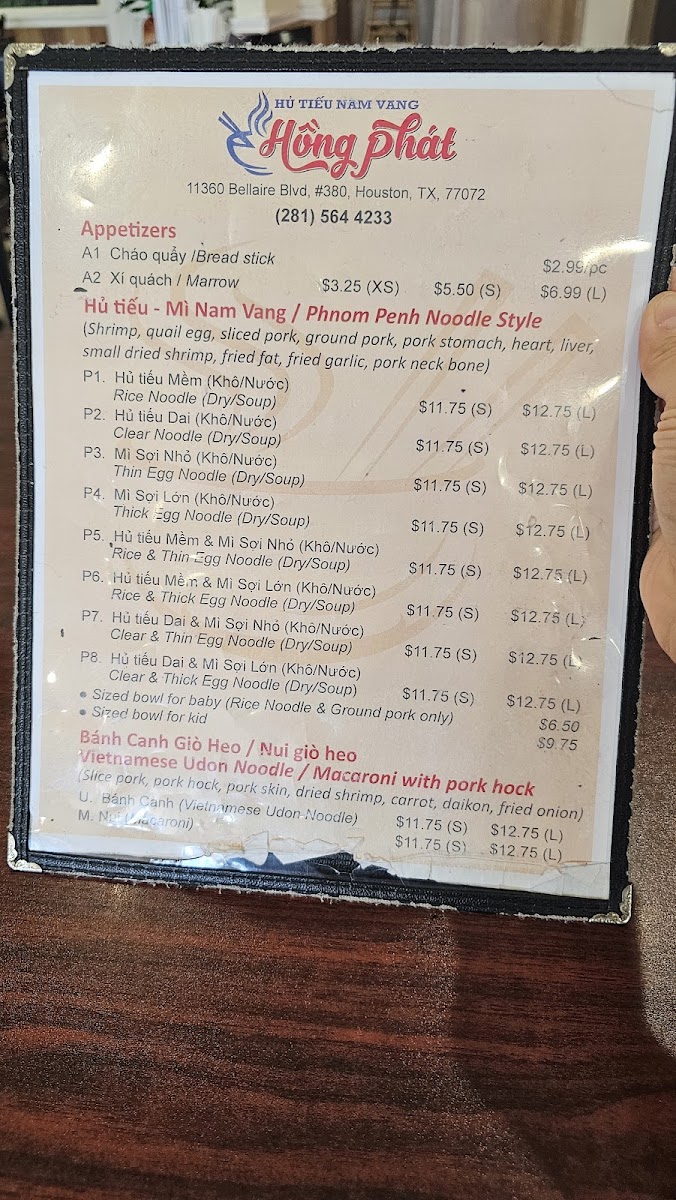 HỦ TIẾU NAM VANG
Hồng Phát
11360 Bellaire Blvd, #380, Houston, TX, 77072
(281) 564 4233
Appetizers
A1 Cháo quẩy /Bread stick $2.99/pc
A2 Xí quách / Marrow $3.25 (XS) $5.50 (S) $6.99 (L)
Hủ tiếu - Mì Nam Vang / Phnom Penh Noodle Style
(Shrimp, quail egg, sliced pork, ground pork, pork stomach, heart, liver,
small dried shrimp, fried fat, fried garlic, pork neck bone)
P1. Hủ tiếu Mềm (Khô/Nước)
Rice Noodle (Dry/Soup) $11.75 (S) $12.75 (L)
P2. Hủ tiếu Dai (Khô/Nước)
Clear Noodle (Dry/Soup) $11.75 (S) $12.75 (L)
P3. Mì Sợi Nhỏ (Khô/Nước)
Thin Egg Noodle (Dry/Soup) $11.75 (S) $12.75 (L)
P4. Mì Sợi Lớn (Khô/Nước)
Thick Egg Noodle (Dry/Soup) $11.75 (S) $12.75 (L)
P5. Hủ tiếu Mềm & Mì Sợi Nhỏ (Khô/Nước)
Rice & Thin Egg Noodle (Dry/Soup) $11.75 (S) $12.75 (L)
P6. Hủ tiếu Mềm & Mì Sợi Lớn (Khô/Nước)
Rice & Thick Egg Noodle (Dry/Soup) $11.75 (S) $12.75 (L)
P7. Hủ tiếu Dai & Mì Sợi Nhỏ (Khô/Nước)
Clear & Thin Egg Noodle (Dry/Soup) $11.75 (S) $12.75 (L)
P8. Hủ tiếu Dai & Mì Sợi Lớn (Khô/Nước)
Clear & Thick Egg Noodle (Dry/Soup) $11.75 (S) $12.75 (L)
• Sized bowl for baby (Rice Noodle & Ground pork only) $6.50
• Sized bowl for kid $9.75
Bánh Canh Giò Heo / Nui giò heo
Vietnamese Udon Noodle / Macaroni with pork hock
(Slice pork, pork hock, pork skin, dried shrimp, carrot, daikon, fried onion)
U. Bánh Canh (Vietnamese Udon Noodle) $11.75 (S) $12.75 (L)
M. Nui (Macaroni) $11.75 (S) $12.75 (L)